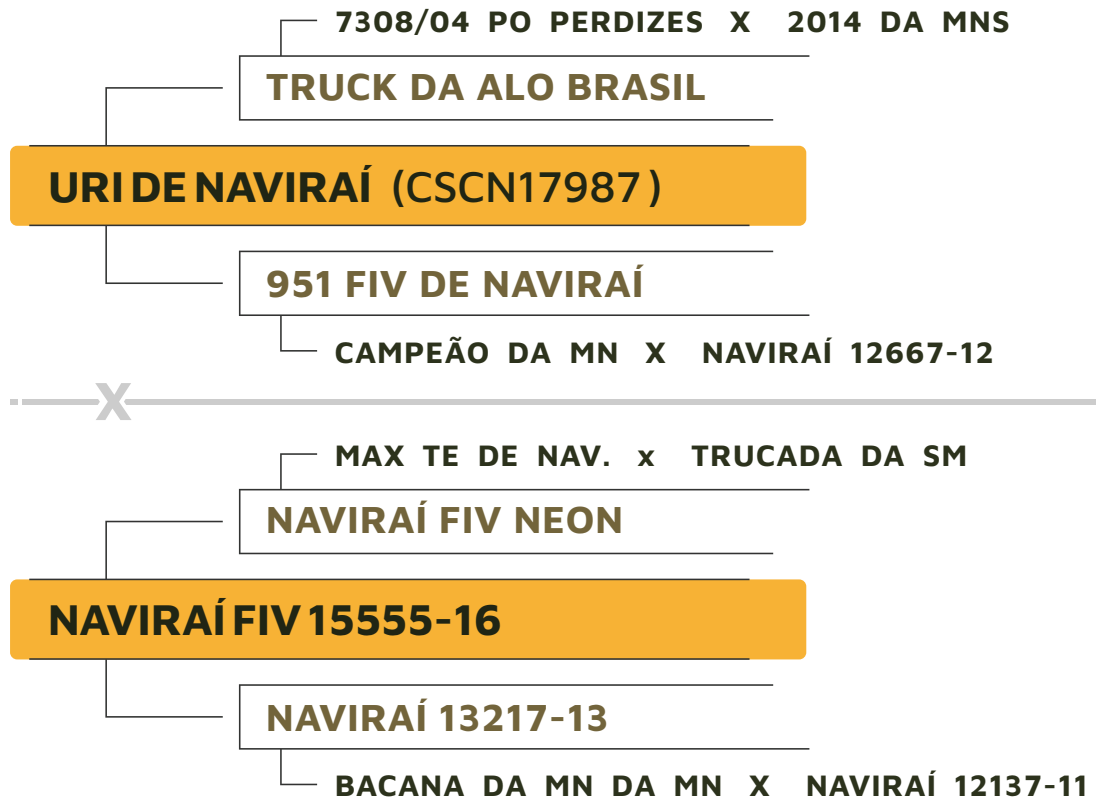 7308/04 PO PERDIZES X 2014 DA MNS
TRUCK DA ALO BRASIL
URI DE NAVIRAÍ (CSCN17987)
951 FIV DE NAVIRAÍ
CAMPEÃO DA MN X NAVIRAÍ 12667-12
X
MAX TE DE NAV. x TRUCADA DA SM
NAVIRAÍ FIV NEON
NAVIRAÍ FIV 15555-16
NAVIRAÍ 13217-13
BACANA DA MN DA MN X NAVIRAÍ 12137-11